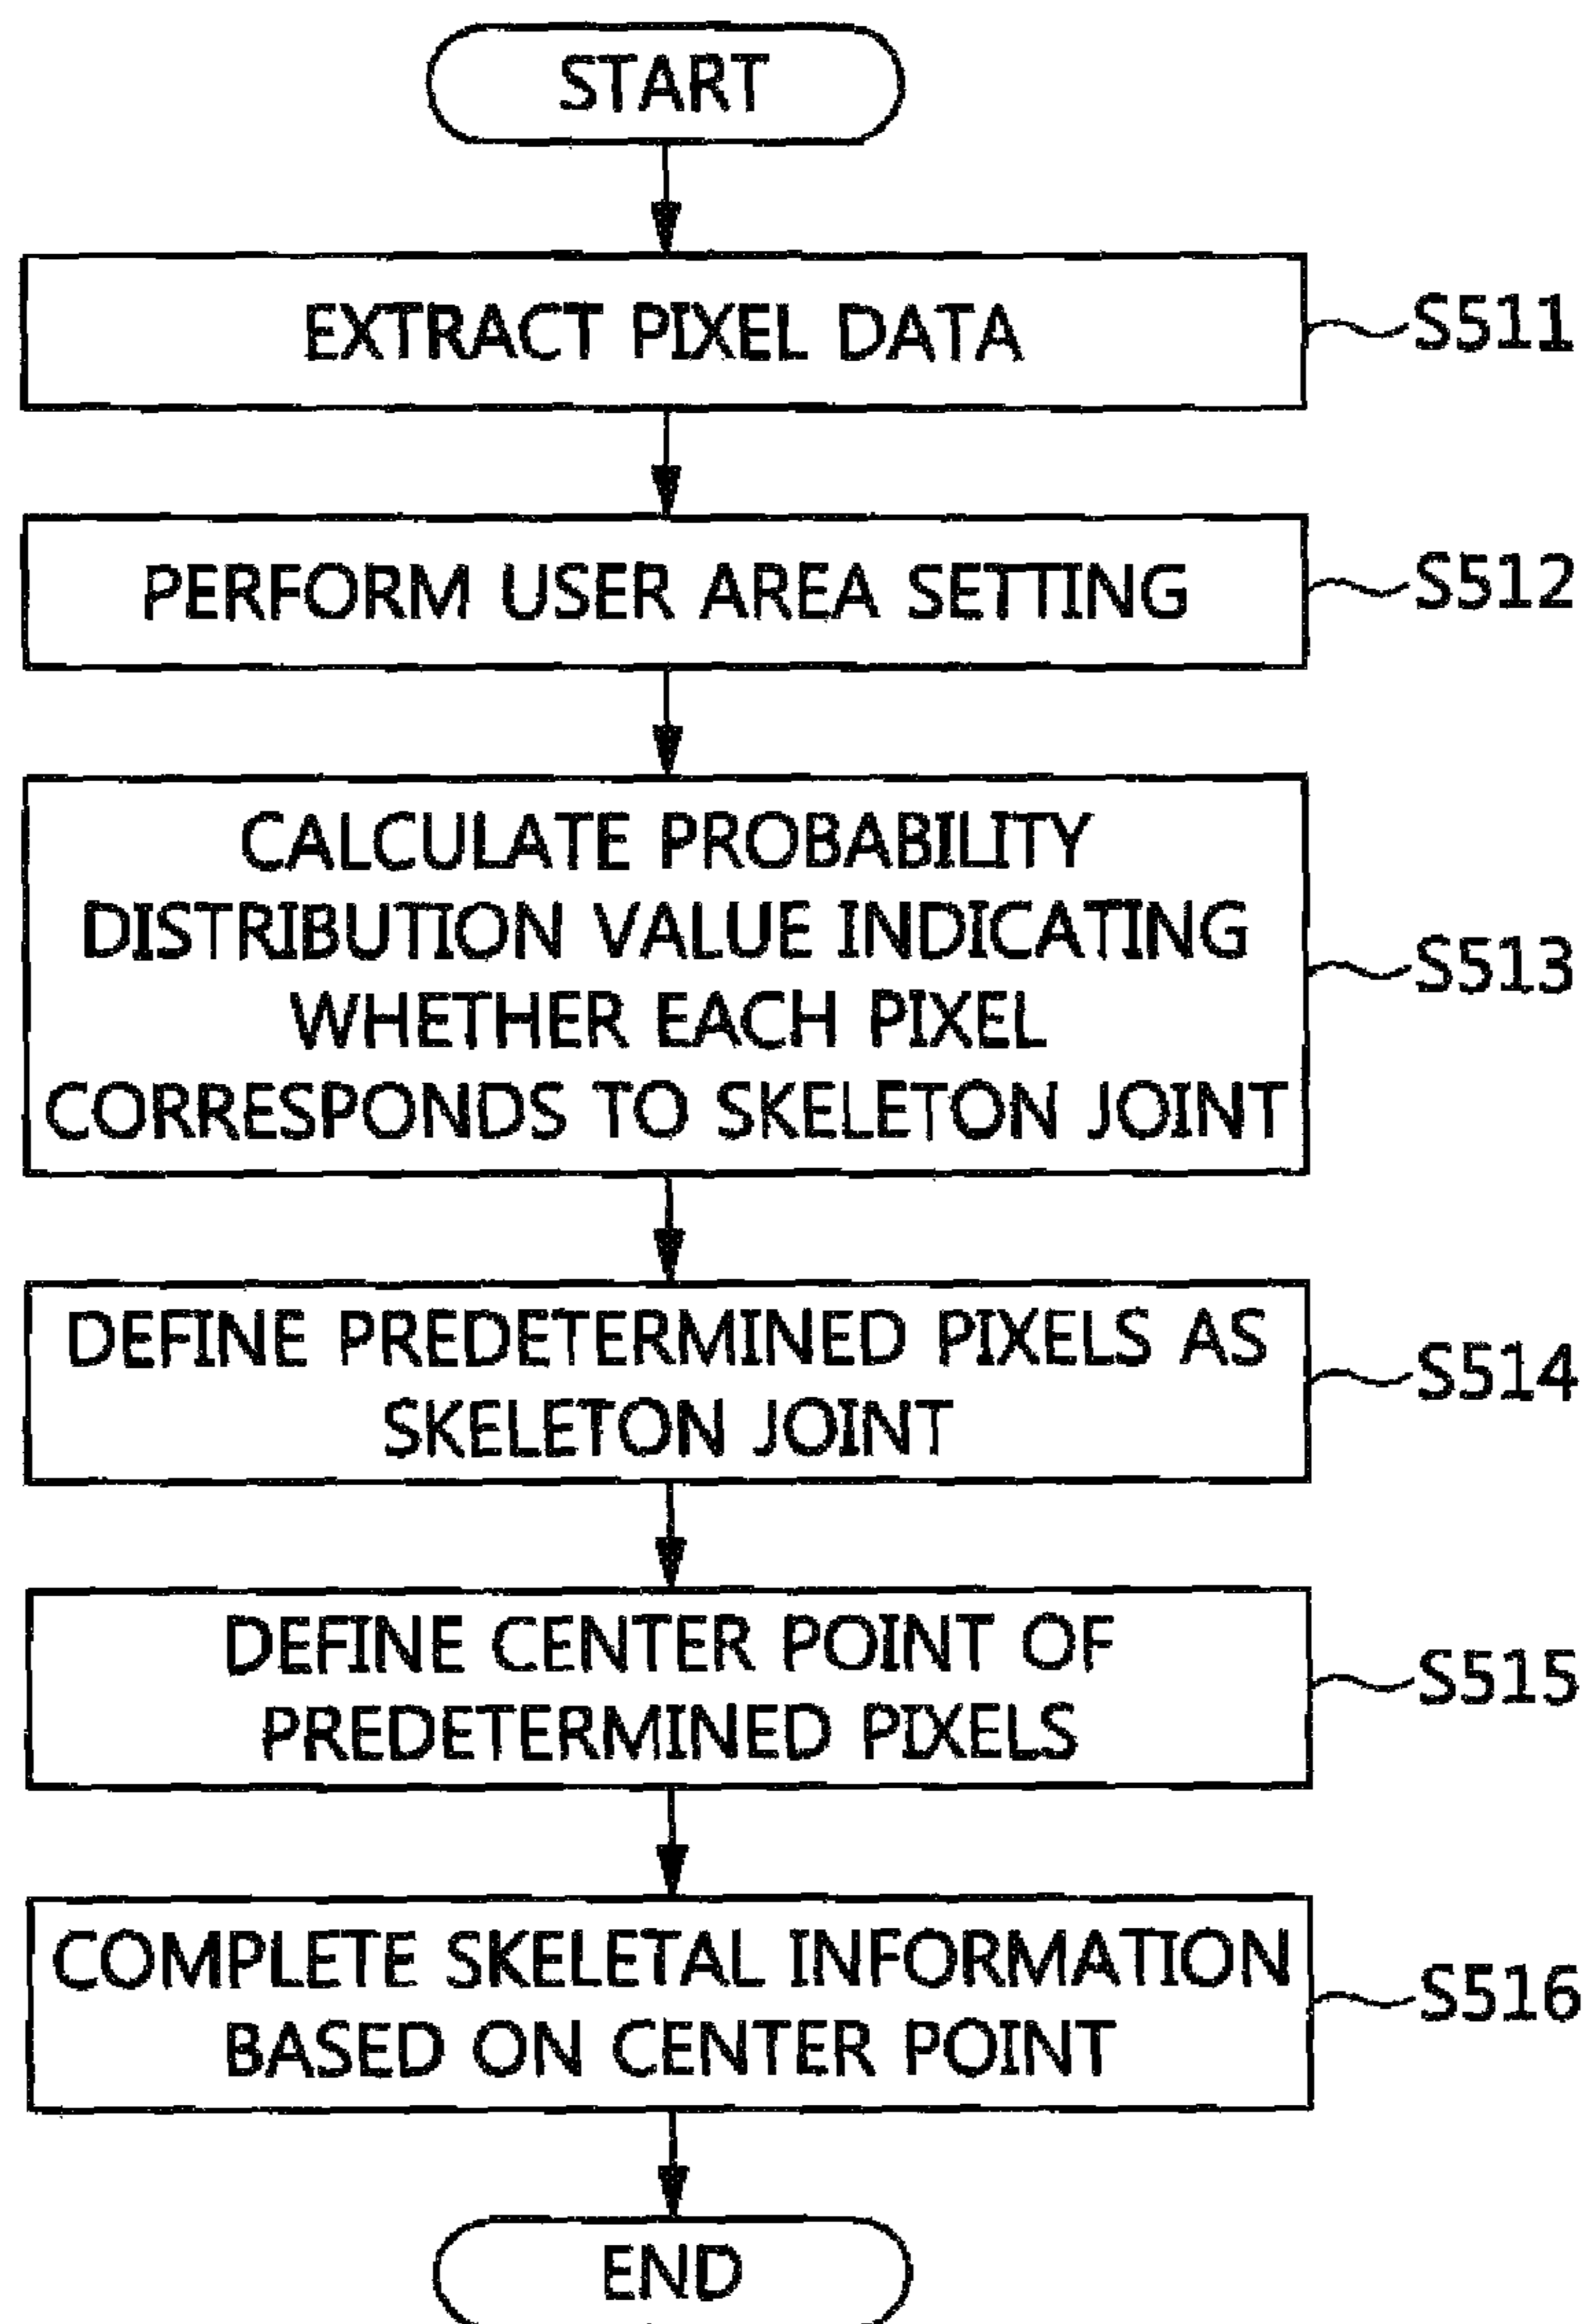 START
EXTRACT PIXEL DATA
S511
PERFORM USER AREA SETTING
S512
CALCULATE PROBABILITY
DISTRIBUTION VALUE INDICATING
WHETHER EACH PIXEL
CORRESPONDS TO SKELETON JOINT
S513
DEFINE PREDETERMINED PIXELS AS
SKELETON JOINT
S514
DEFINE CENTER POINT OF
PREDETERMINED PIXELS
S515
COMPLETE SKELETAL INFORMATION
BASED ON CENTER POINT
S516
END